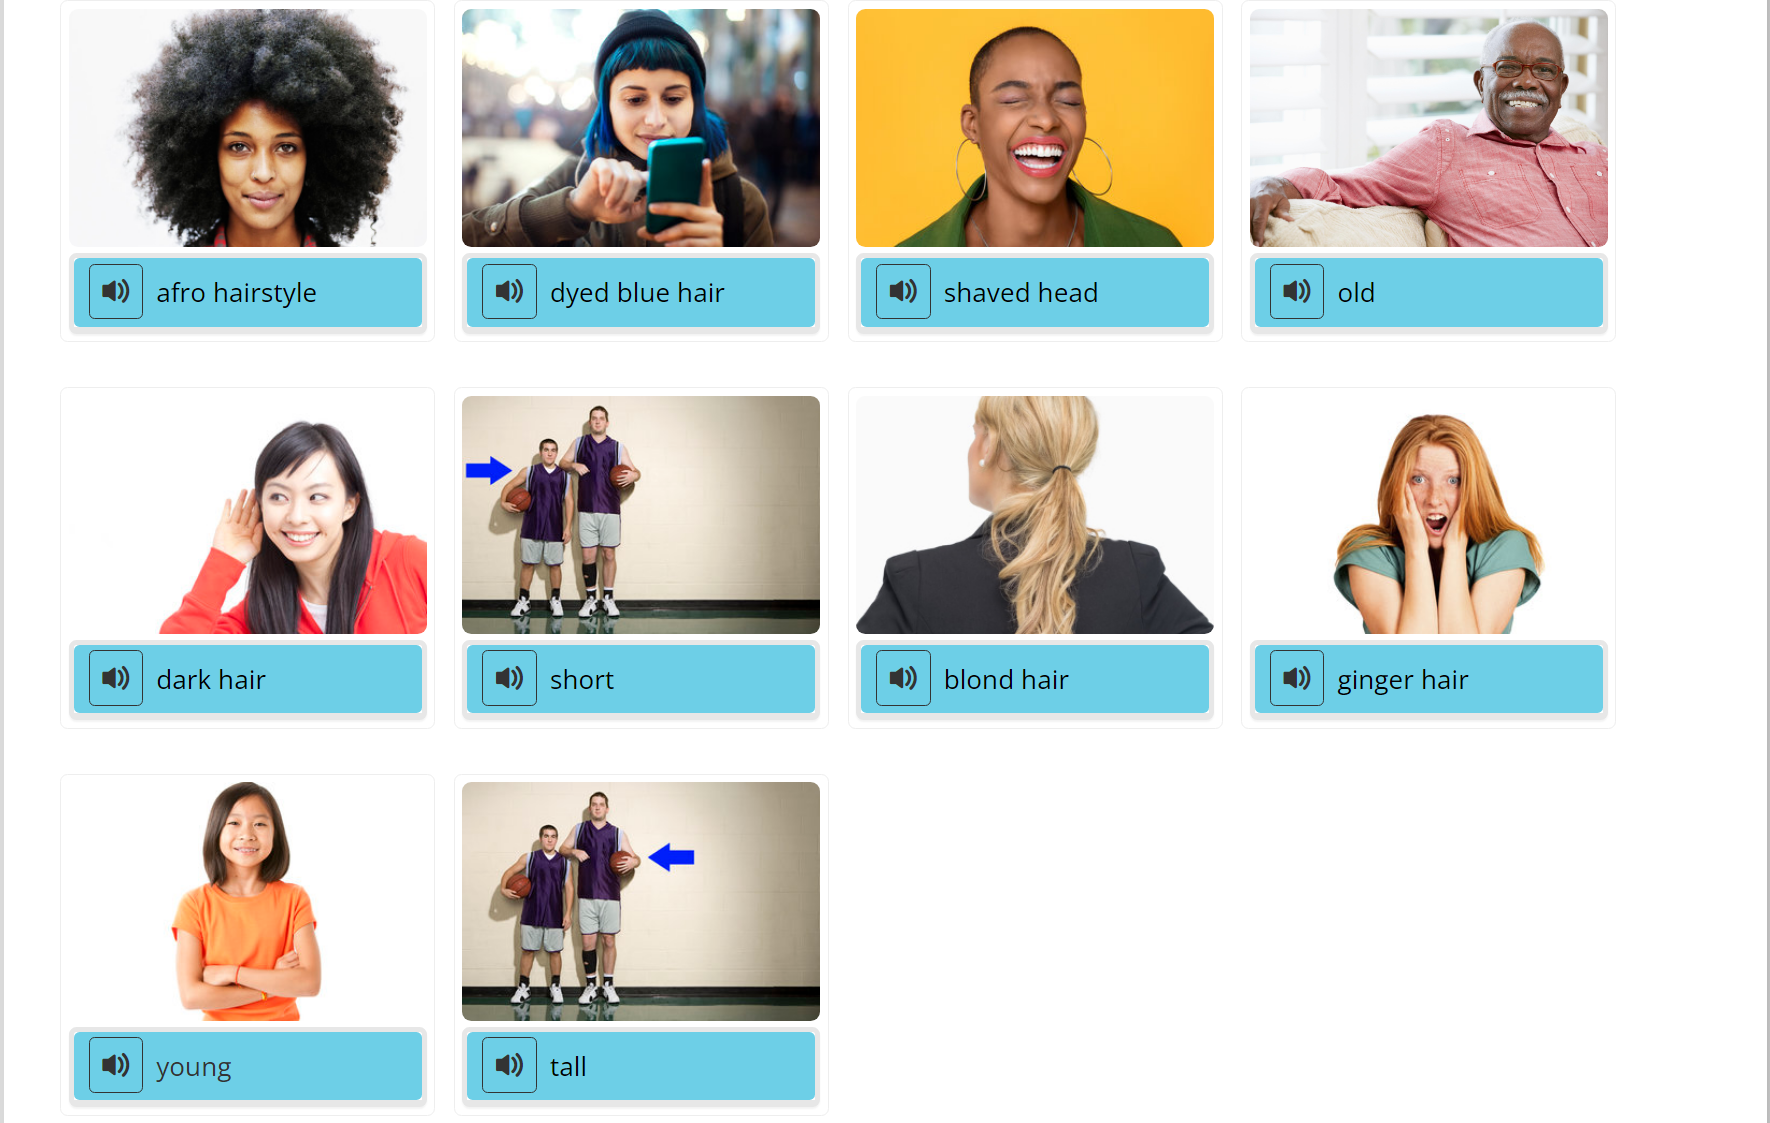 afro hairstyle
dyed blue hair
shaved head
old
dark hair
short
blond hair
ginger hair
young
tall